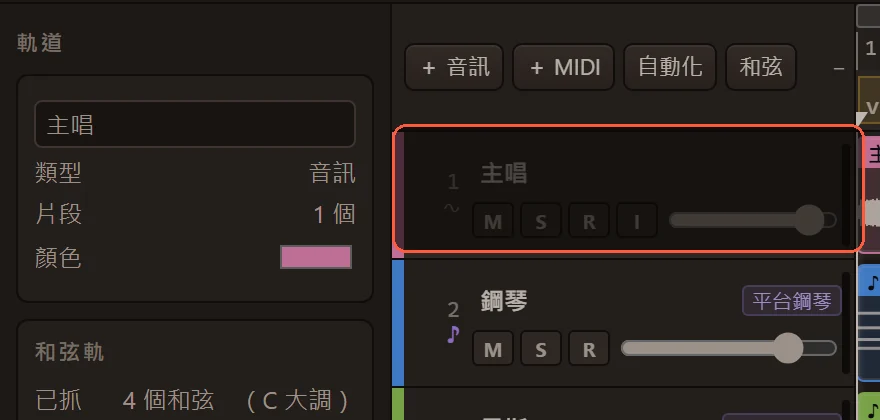 軌道
主唱
類型 音訊
片段 1 個
顏色
和弦軌
已抓 4 個和弦 ( C 大調 )
+ 音訊 + MIDI 自動化 和弦 −
1 主唱
M S R I
2 鋼琴 平台鋼琴
M S R
1
V
主